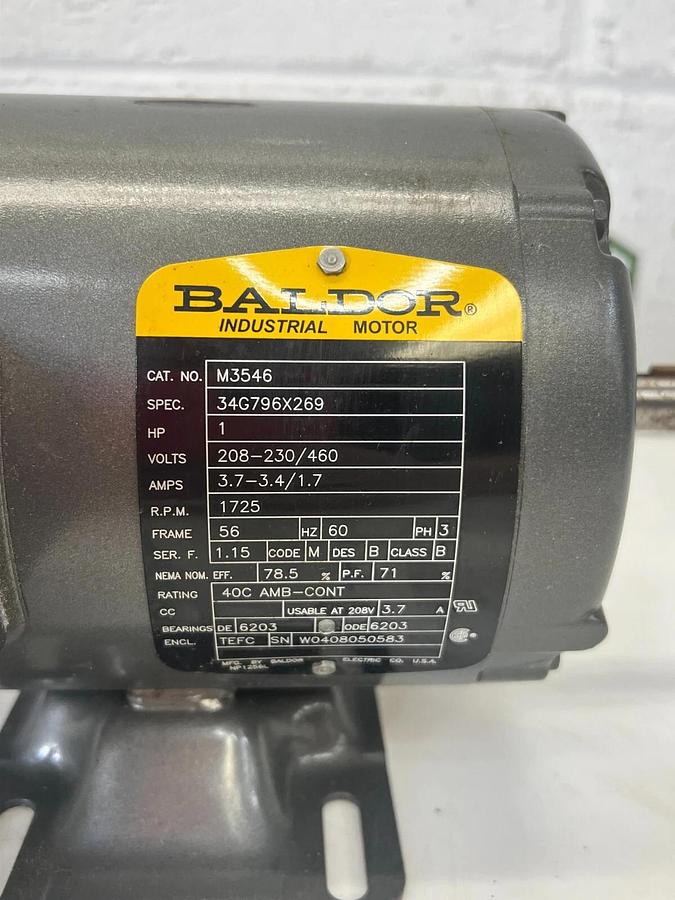 BALDOR®
INDUSTRIAL MOTOR
CAT. NO. M3546
SPEC. 34G796X269
HP 1
VOLTS 208-230/460
AMPS 3.7-3.4/1.7
R.P.M. 1725
FRAME 56 HZ 60 PH 3
SER. F. 1.15 CODE M DES B CLASS B
NEMA NOM. EFF. 78.5 % P.F. 71 %
RATING 40C AMB-CONT
CC USABLE AT 208V 3.7 A
BEARINGS DE 6203 ODE 6203
ENCL. TEFC SN W0408050583
MFG. BY BALDOR ELECTRIC CO. U.S.A.
NP1256L